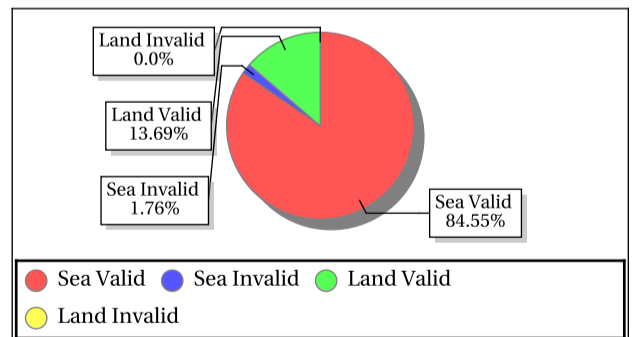 Land Invalid
0.0%
Land Valid
13.69%
Sea Invalid
1.76%
Sea Valid
84.55%
Sea Valid
Sea Invalid
Land Valid
Land Invalid